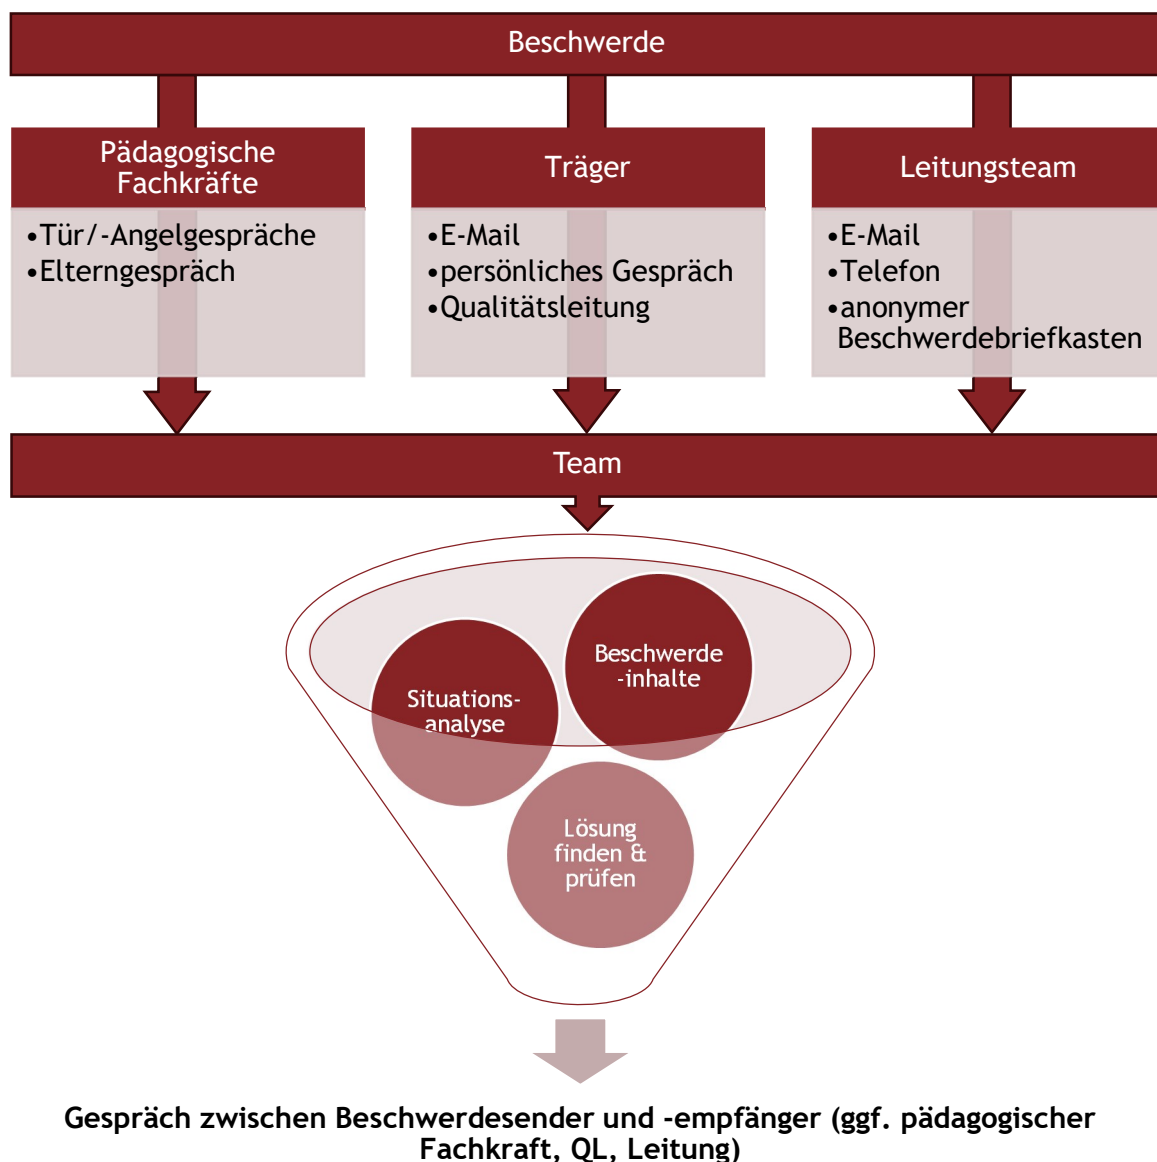 Beschwerde
Pädagogische
Fachkräfte
•Tür/-Angelgespräche
•Elterngespräch
Träger
•E-Mail
•persönliches Gespräch
•Qualitätsleitung
Leitungsteam
•E-Mail
•Telefon
•anonymer
Beschwerdebriefkasten
Team
Beschwerde
-inhalte
Situations-
analyse
Lösung
finden &
prüfen
Gespräch zwischen Beschwerdesender und -empfänger (ggf. pädagogischer
Fachkraft, QL, Leitung)